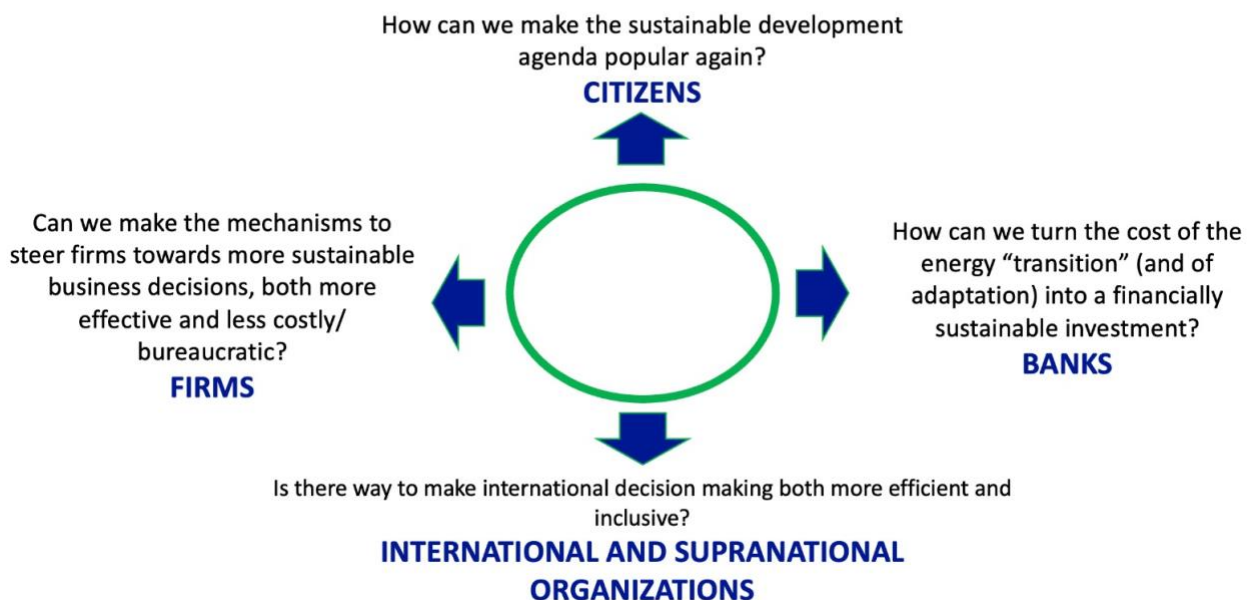 How can we make the sustainable development
agenda popular again?
CITIZENS
Can we make the mechanisms to
steer firms towards more sustainable
business decisions, both more
effective and less costly/
bureaucratic?
FIRMS
How can we turn the cost of the
energy “transition” (and of
adaptation) into a financially
sustainable investment?
BANKS
Is there way to make international decision making both more efficient and
inclusive?
INTERNATIONAL AND SUPRANATIONAL
ORGANIZATIONS